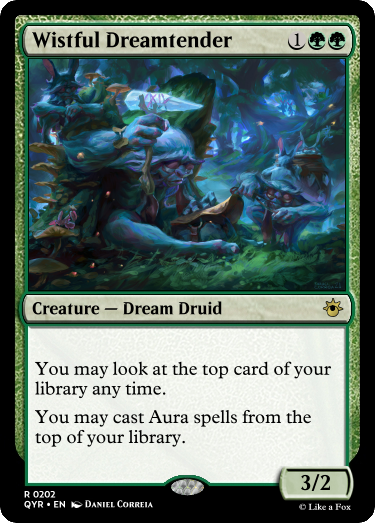 Wistful Dreamtender 1
Creature — Dream Druid
You may look at the top card of your
library any time.
You may cast Aura spells from the
top of your library.
3/2
R 0202
QYR • EN DANIEL CORREIA
© Like a Fox